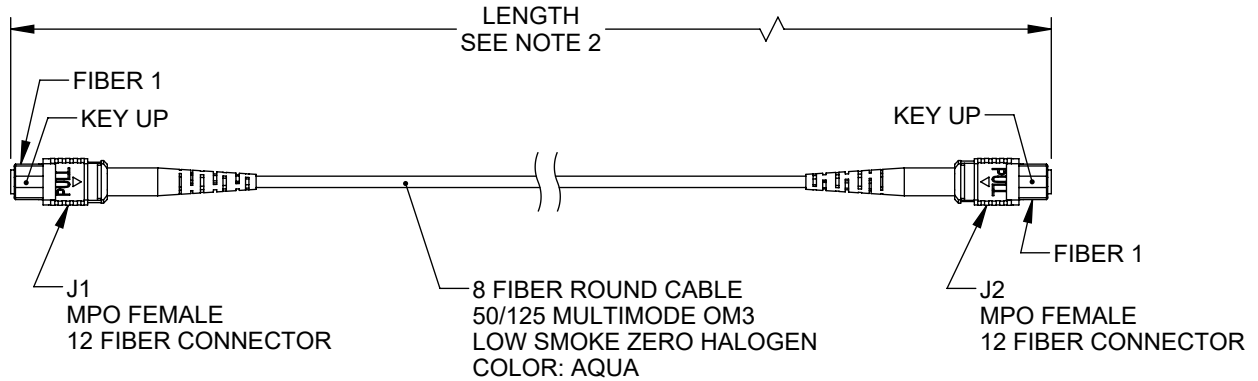 LENGTH
SEE NOTE 2
FIBER 1
KEY UP
KEY UP
PULL
PULL
FIBER 1
J1
MPO FEMALE
12 FIBER CONNECTOR
8 FIBER ROUND CABLE
50/125 MULTIMODE OM3
LOW SMOKE ZERO HALOGEN
COLOR: AQUA
J2
MPO FEMALE
12 FIBER CONNECTOR